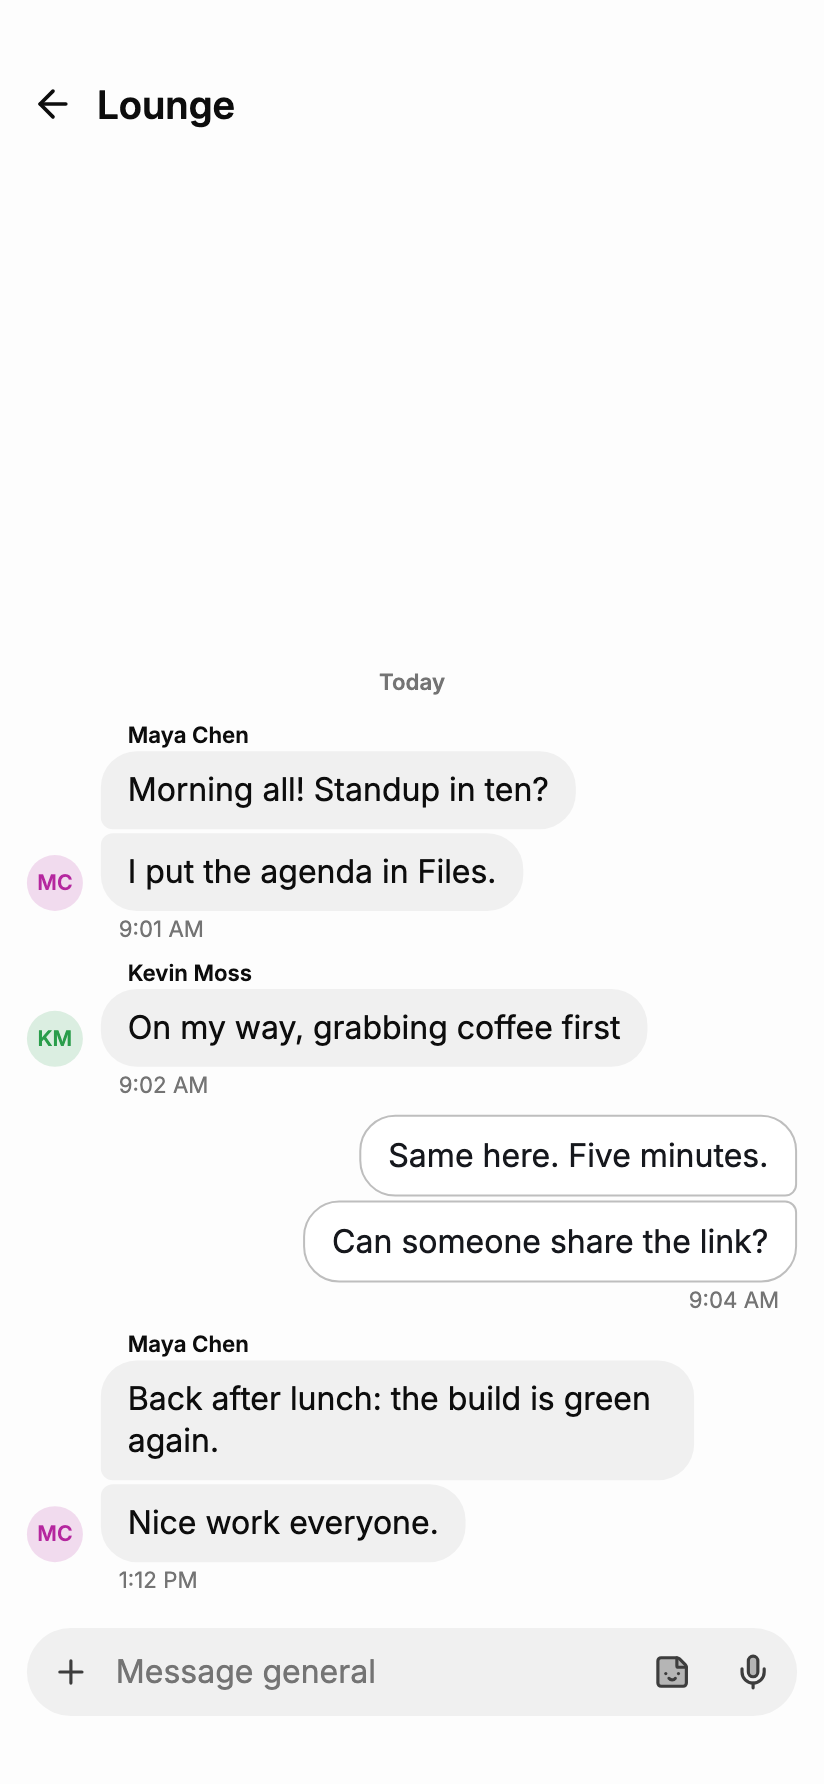 Lounge
Today
Maya Chen
Morning all! Standup in ten?
I put the agenda in Files.
MC
9:01 AM
Kevin Moss
On my way, grabbing coffee first
KM
9:02 AM
Same here. Five minutes.
Can someone share the link?
9:04 AM
Maya Chen
Back after lunch: the build is green
again.
Nice work everyone.
MC
1:12 PM
Message general